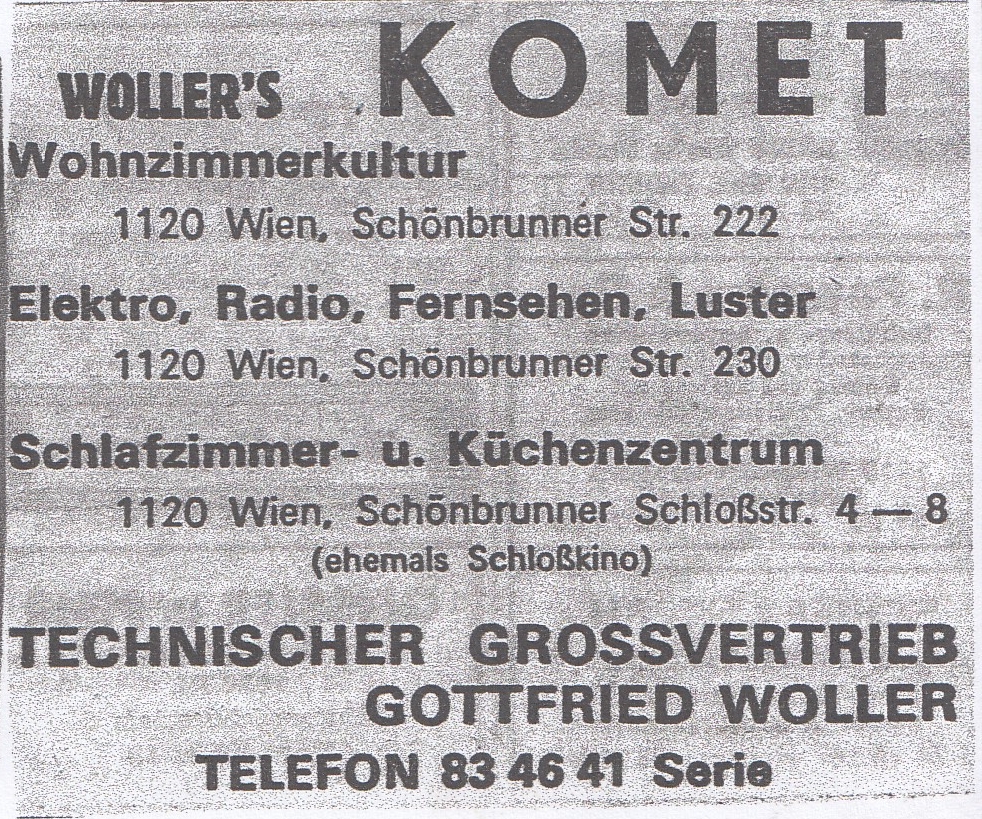 WOLLER'S KOMET
Wohnzimmerkultur
1120 Wien, Schönbrunner Str. 222
Elektro, Radio, Fernsehen, Luster
1120 Wien, Schönbrunner Str. 230
Schlafzimmer- u. Küchenzentrum
1120 Wien, Schönbrunner Schloßstr. 4 — 8
(ehemals Schloßkino)
TECHNISCHER GROSSVERTRIEB
GOTTFRIED WOLLER
TELEFON 83 46 41 Serie